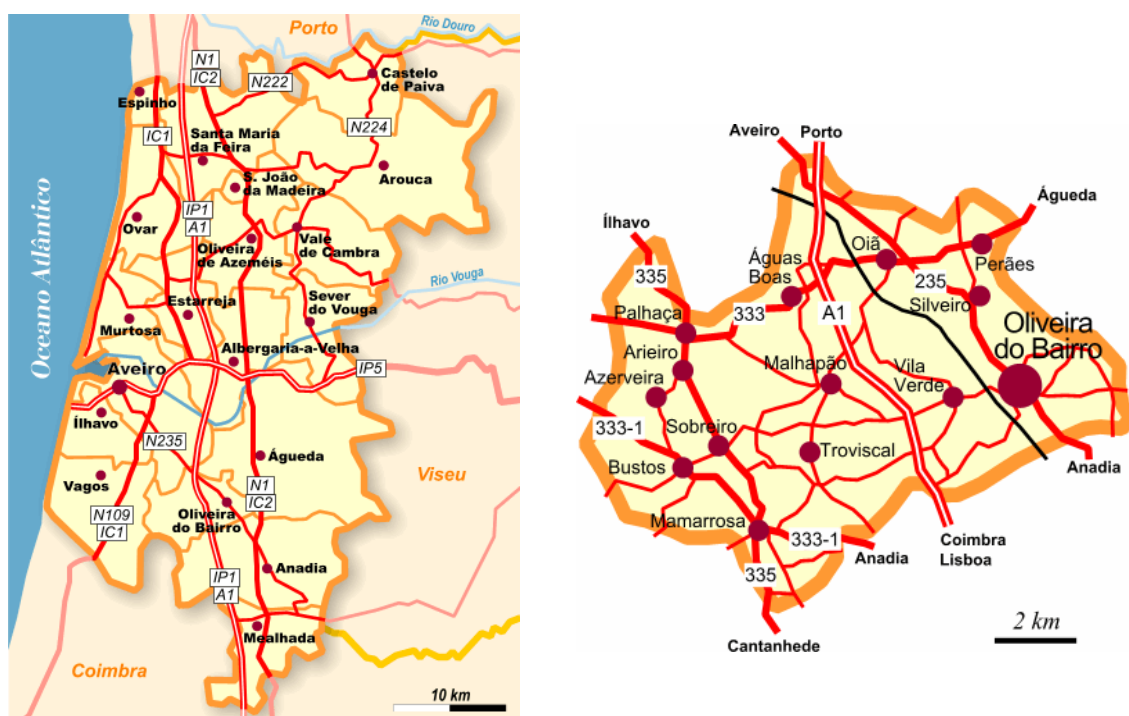 Rio Douro
Porto
N1
IC2
N222
Castelo
de Paiva
Espinho
N224
IC1
Santa Maria
da Feira
Arouca
S. João
da Madeira
Oceano Atlântico
IP1
A1
Ovar
Oliveira
de Azeméis
Vale
de Cambra
Rio Vouga
Estarreja
Sever
do Vouga
Murtosa
Albergaria-a-Velha
Aveiro
IP5
Ílhavo
N235
Águeda
Viseu
Vagos
N1
IC2
N109
IC1
Oliveira
do Bairro
IP1
A1
Anadia
Mealhada
Coimbra
10 km
Aveiro
Porto
Águeda
Ílhavo
Oiã
Águas
Boas
Perães
335
235
Silveiro
Palhaça
333
A1
Oliveira
do Bairro
Arieiro
Malhapão
Vila
Verde
Azerveira
333-1
Sobreiro
Troviscal
Bustos
Anadia
Mamarrosa
333-1
Coimbra
Lisboa
Anadia
335
2 km
Cantanhede